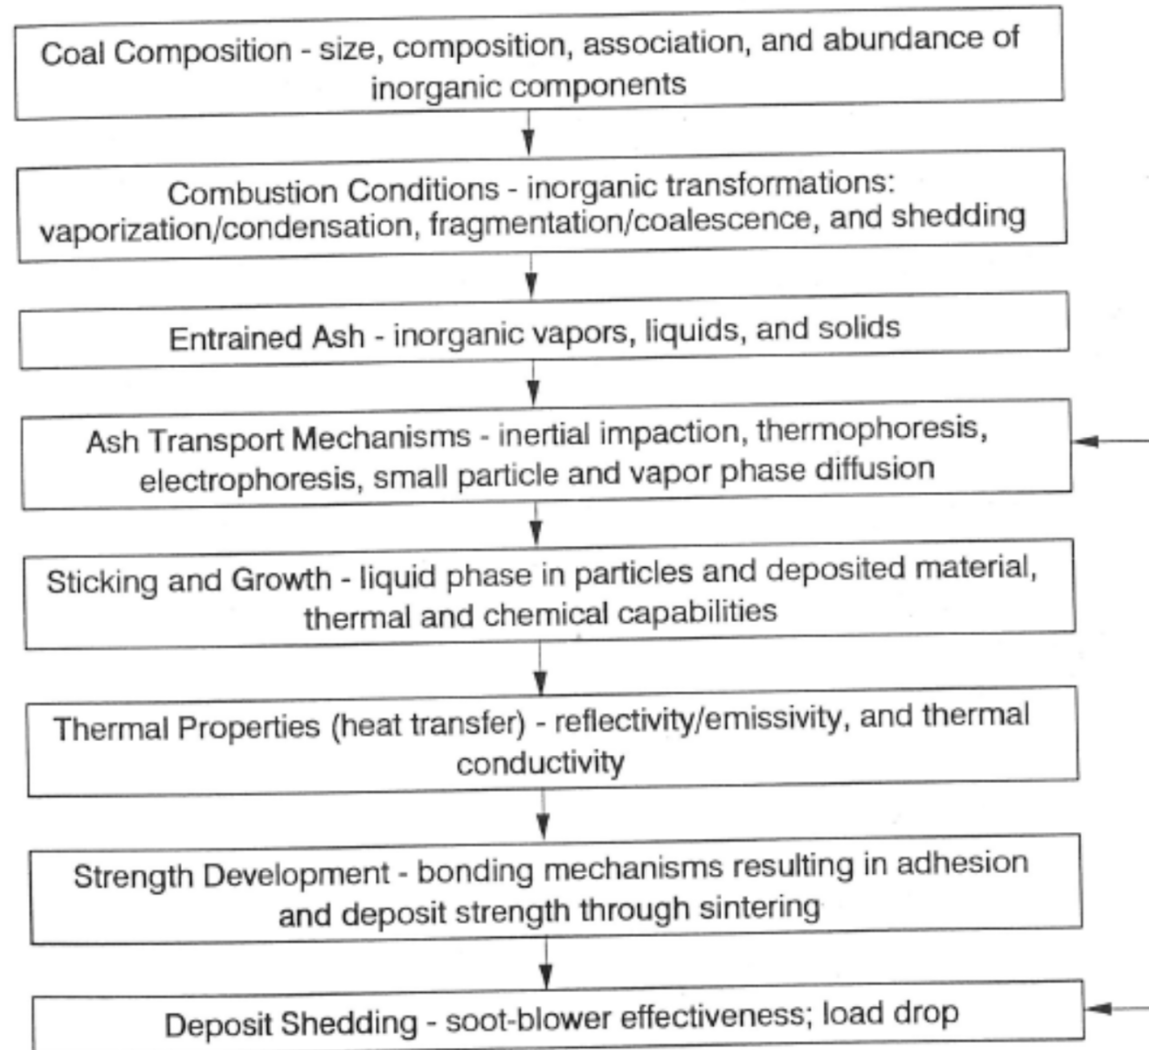 Coal Composition - size, composition, association, and abundance of
inorganic components
Combustion Conditions - inorganic transformations:
vaporization/condensation, fragmentation/coalescence, and shedding
Entrained Ash - inorganic vapors, liquids, and solids
Ash Transport Mechanisms - inertial impaction, thermophoresis,
electrophoresis, small particle and vapor phase diffusion
Sticking and Growth - liquid phase in particles and deposited material,
thermal and chemical capabilities
Thermal Properties (heat transfer) - reflectivity/emissivity, and thermal
conductivity
Strength Development - bonding mechanisms resulting in adhesion
and deposit strength through sintering
Deposit Shedding - soot-blower effectiveness; load drop